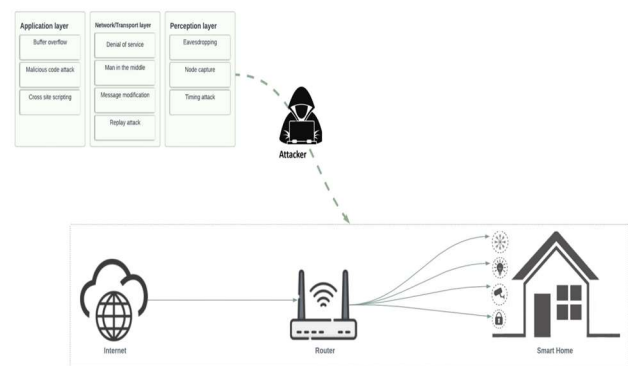 Application layer
Buffer overflow
Malicious code attack
Cross site scripting
Network/Transport layer
Denial of service
Man in the middle
Message modification
Replay attack
Perception layer
Eavesdropping
Node capture
Timing attack
Attacker
Internet
Router
Smart Home